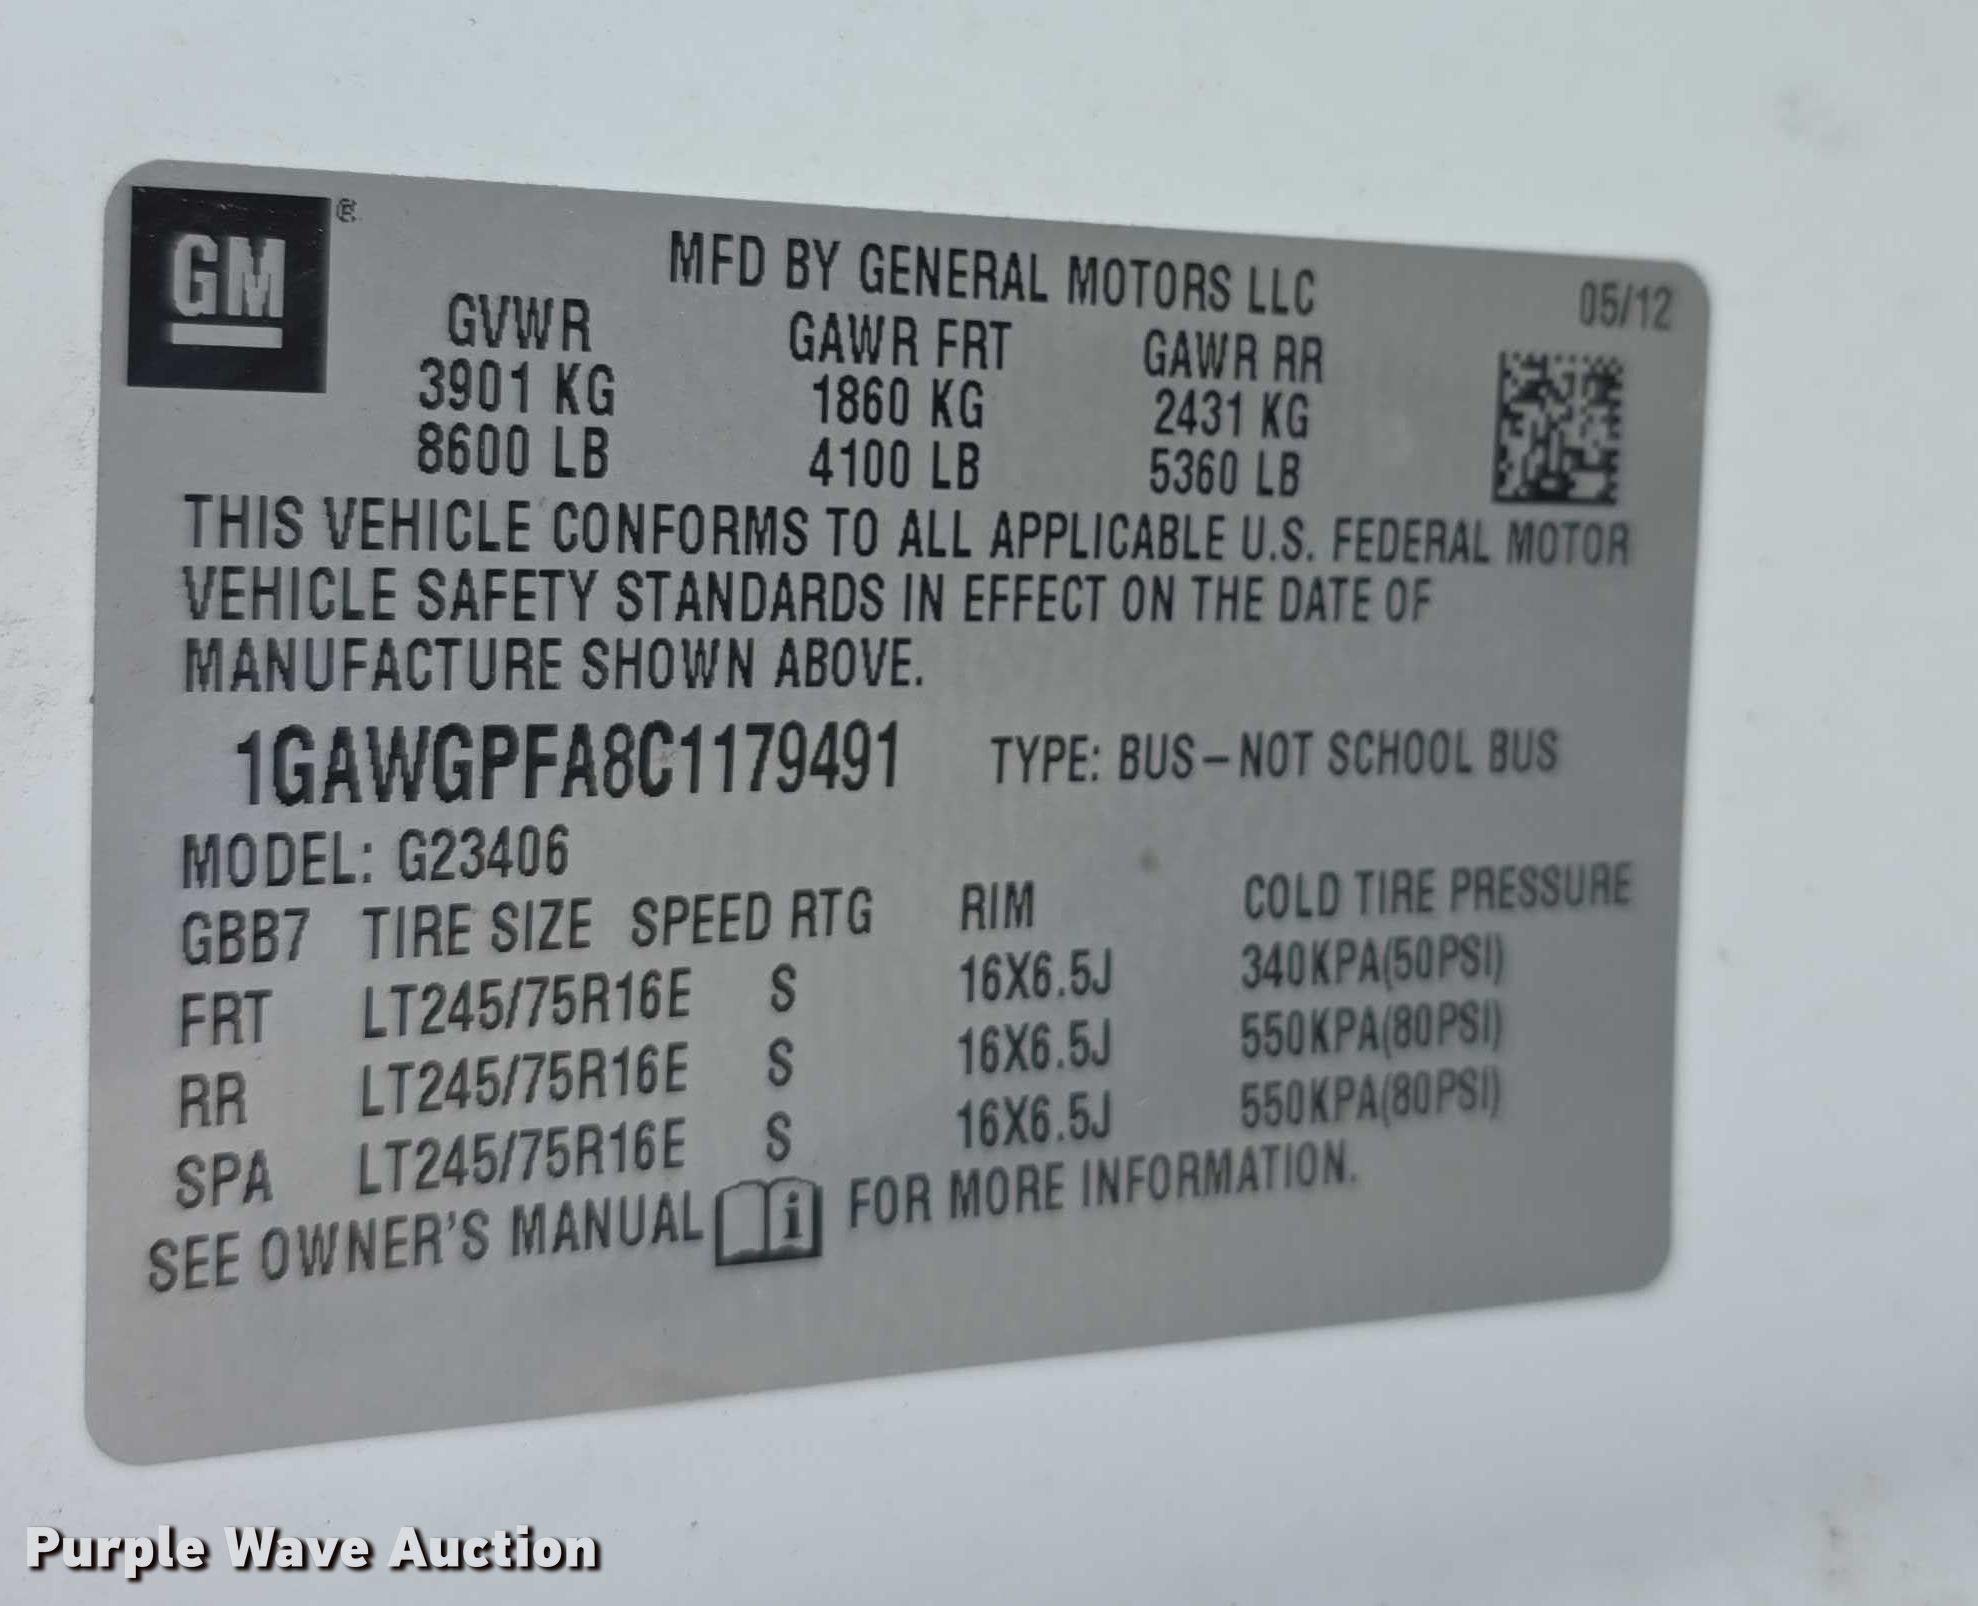 GM ®
MFD BY GENERAL MOTORS LLC 05/12
GVWR GAWR FRT GAWR RR
3901 KG 1860 KG 2431 KG
8600 LB 4100 LB 5360 LB
THIS VEHICLE CONFORMS TO ALL APPLICABLE U.S. FEDERAL MOTOR
VEHICLE SAFETY STANDARDS IN EFFECT ON THE DATE OF
MANUFACTURE SHOWN ABOVE.
1GAWGPFA8C1179491 TYPE: BUS–NOT SCHOOL BUS
MODEL: G23406
GBB7 TIRE SIZE SPEED RTG RIM COLD TIRE PRESSURE
FRT LT245/75R16E S 16X6.5J 340KPA(50PSI)
RR LT245/75R16E S 16X6.5J 550KPA(80PSI)
SPA LT245/75R16E S 16X6.5J 550KPA(80PSI)
SEE OWNER'S MANUAL i FOR MORE INFORMATION.
Purple Wave Auction